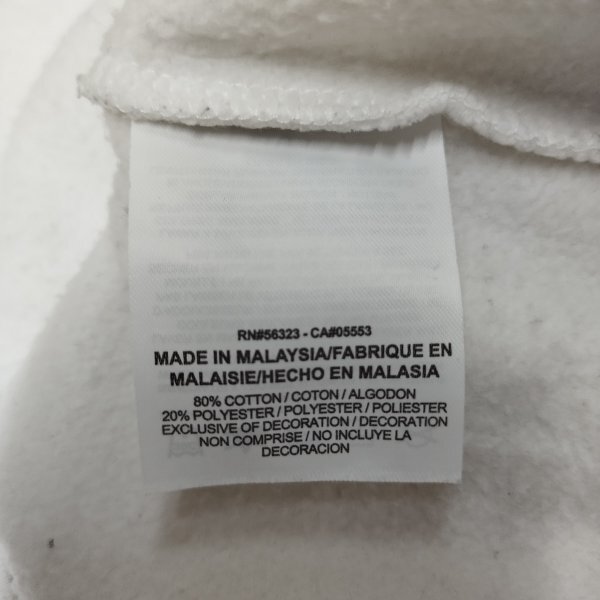 RN#56323 - CA#05553
MADE IN MALAYSIA/FABRIQUE EN
MALAISIE/HECHO EN MALASIA
80% COTTON / COTON / ALGODON
20% POLYESTER / POLYESTER / POLIESTER
EXCLUSIVE OF DECORATION / DECORATION
NON COMPRISE / NO INCLUYE LA
DECORACION